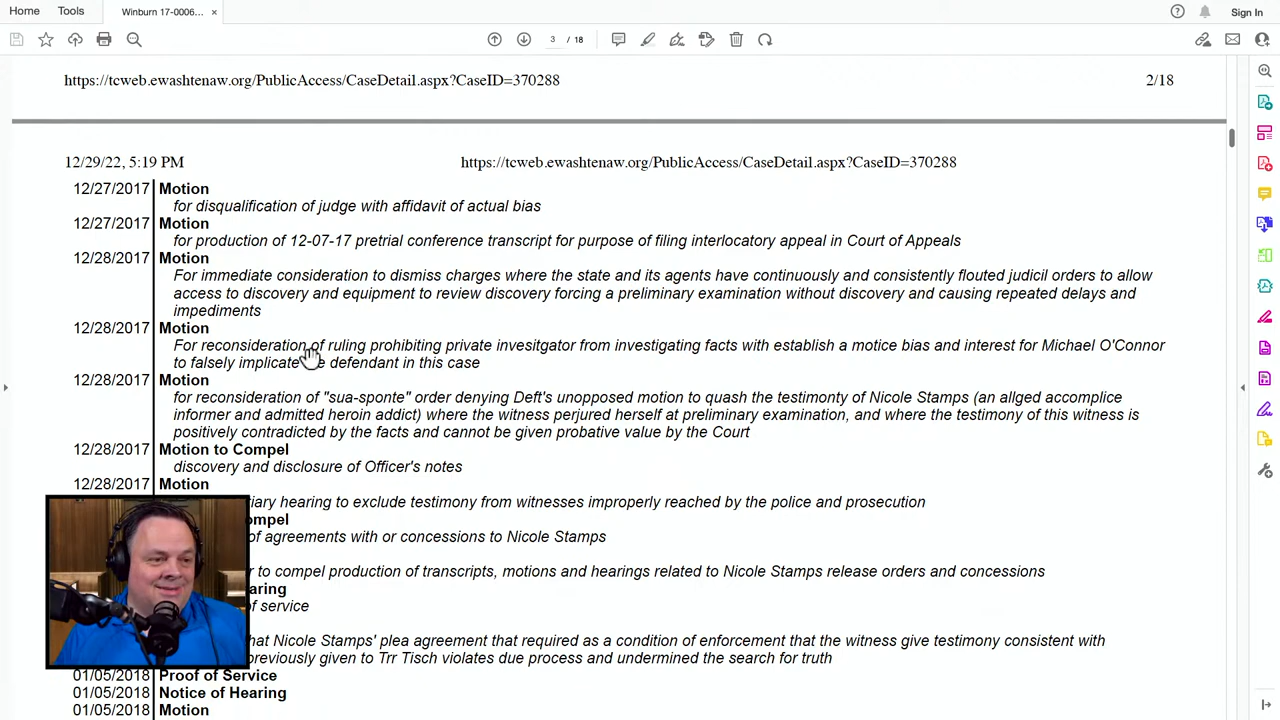 Home Tools Winburn 17-0006... × Sign In
3 / 18
https://tcweb.ewashtenaw.org/PublicAccess/CaseDetail.aspx?CaseID=370288 2/18
12/29/22, 5:19 PM https://tcweb.ewashtenaw.org/PublicAccess/CaseDetail.aspx?CaseID=370288
12/27/2017 Motion
for disqualification of judge with affidavit of actual bias
12/27/2017 Motion
for production of 12-07-17 pretrial conference transcript for purpose of filing interlocatory appeal in Court of Appeals
12/28/2017 Motion
For immediate consideration to dismiss charges where the state and its agents have continuously and consistently flouted judicil orders to allow
access to discovery and equipment to review discovery forcing a preliminary examination without discovery and causing repeated delays and
impediments
12/28/2017 Motion
For reconsideration of ruling prohibiting private invesitgator from investigating facts with establish a motice bias and interest for Michael O'Connor
to falsely implicate e defendant in this case
12/28/2017 Motion
for reconsideration of "sua-sponte" order denying Deft's unopposed motion to quash the testimonty of Nicole Stamps (an allged accomplice
informer and admitted heroin addict) where the witness perjured herself at preliminary examination, and where the testimony of this witness is
positively contradicted by the facts and cannot be given probative value by the Court
12/28/2017 Motion to Compel
discovery and disclosure of Officer's notes
12/28/2017 Motion
tiary hearing to exclude testimony from witnesses improperly reached by the police and prosecution
ompel
of agreements with or concessions to Nicole Stamps
r to compel production of transcripts, motions and hearings related to Nicole Stamps release orders and concessions
aring
of service
hat Nicole Stamps' plea agreement that required as a condition of enforcement that the witness give testimony consistent with
previously given to Trr Tisch violates due process and undermined the search for truth
01/05/2018 Proof of Service
01/05/2018 Notice of Hearing
01/05/2018 Motion